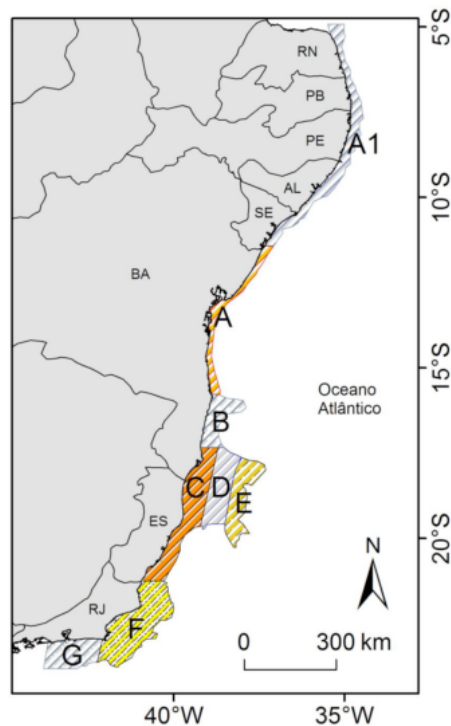 5°S
RN
PB
PE
A1
AL
10°S
SE
BA
A
15°S
Oceano
Atlântico
B
C
D
E
ES
20°S
N
RJ
F
G
0 300 km
40°W 35°W